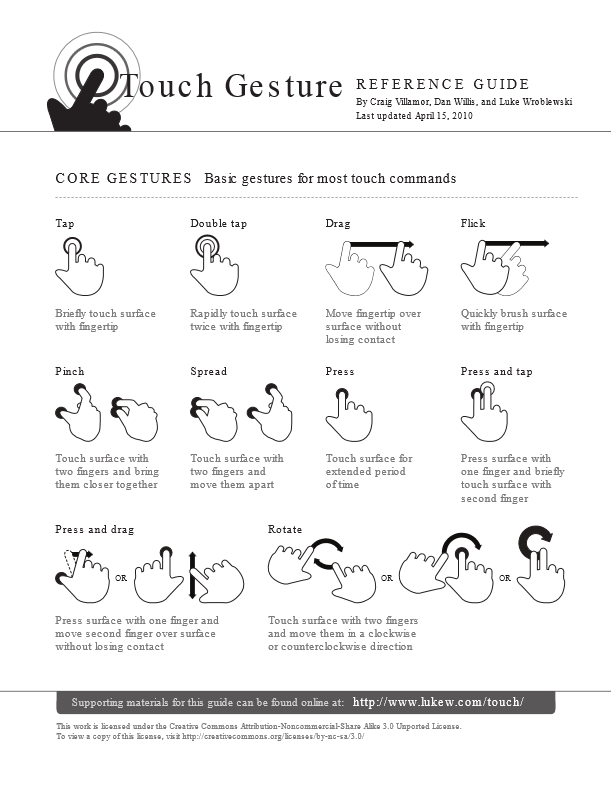 Touch Gesture REFERENCE GUIDE
By Craig Villamor, Dan Willis, and Luke Wroblewski
Last updated April 15, 2010
CORE GESTURES Basic gestures for most touch commands
Tap
Briefly touch surface
with fingertip
Double tap
Rapidly touch surface
twice with fingertip
Drag
Move fingertip over
surface without
losing contact
Flick
Quickly brush surface
with fingertip
Pinch
Touch surface with
two fingers and bring
them closer together
Spread
Touch surface with
two fingers and
move them apart
Press
Touch surface for
extended period
of time
Press and tap
Press surface with
one finger and briefly
touch surface with
second finger
Press and drag
OR
Press surface with one finger and
move second finger over surface
without losing contact
Rotate
OR
OR
Touch surface with two fingers
and move them in a clockwise
or counterclockwise direction
Supporting materials for this guide can be found online at: http://www.lukew.com/touch/
This work is licensed under the Creative Commons Attribution-Noncommercial-Share Alike 3.0 Unported License.
To view a copy of this license, visit http://creativecommons.org/licenses/by-nc-sa/3.0/